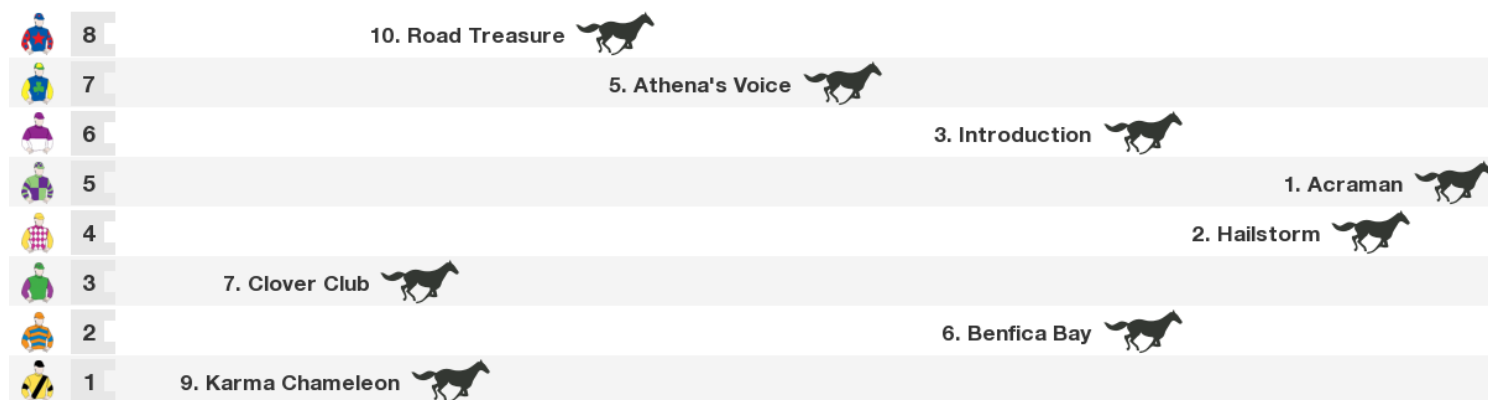 8 10. Road Treasure
7 5. Athena's Voice
6 3. Introduction
5 1. Acraman
4 2. Hailstorm
3 7. Clover Club
2 6. Benfica Bay
1 9. Karma Chameleon